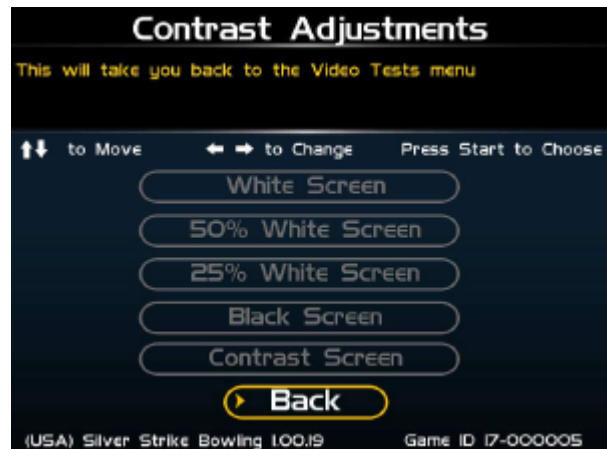 Contrast Adjustments
This will take you back to the Video Tests menu
⬆⬇ to Move ⬅ ➡ to Change Press Start to Choose
White Screen
50% White Screen
25% White Screen
Black Screen
Contrast Screen
Back
(USA) Silver Strike Bowling 1.00.19 Game ID 17-000005